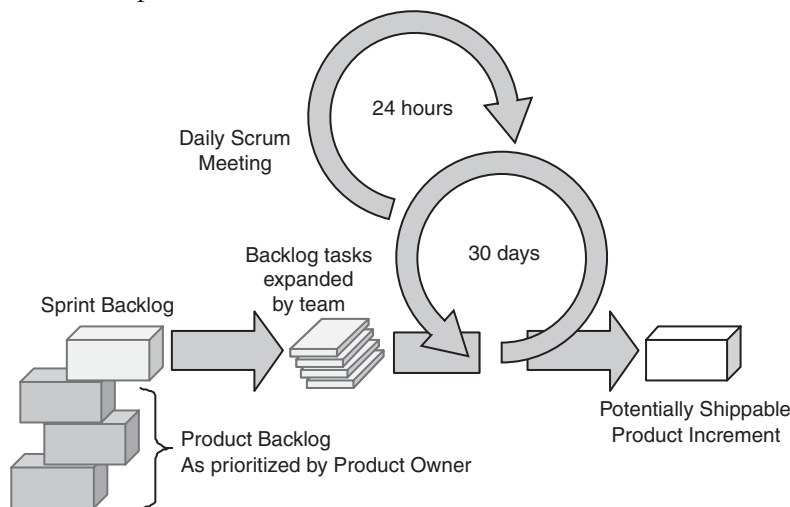 24 hours
Daily Scrum
Meeting
30 days
Backlog tasks
expanded
by team
Sprint Backlog
Potentially Shippable
Product Increment
Product Backlog
As prioritized by Product Owner